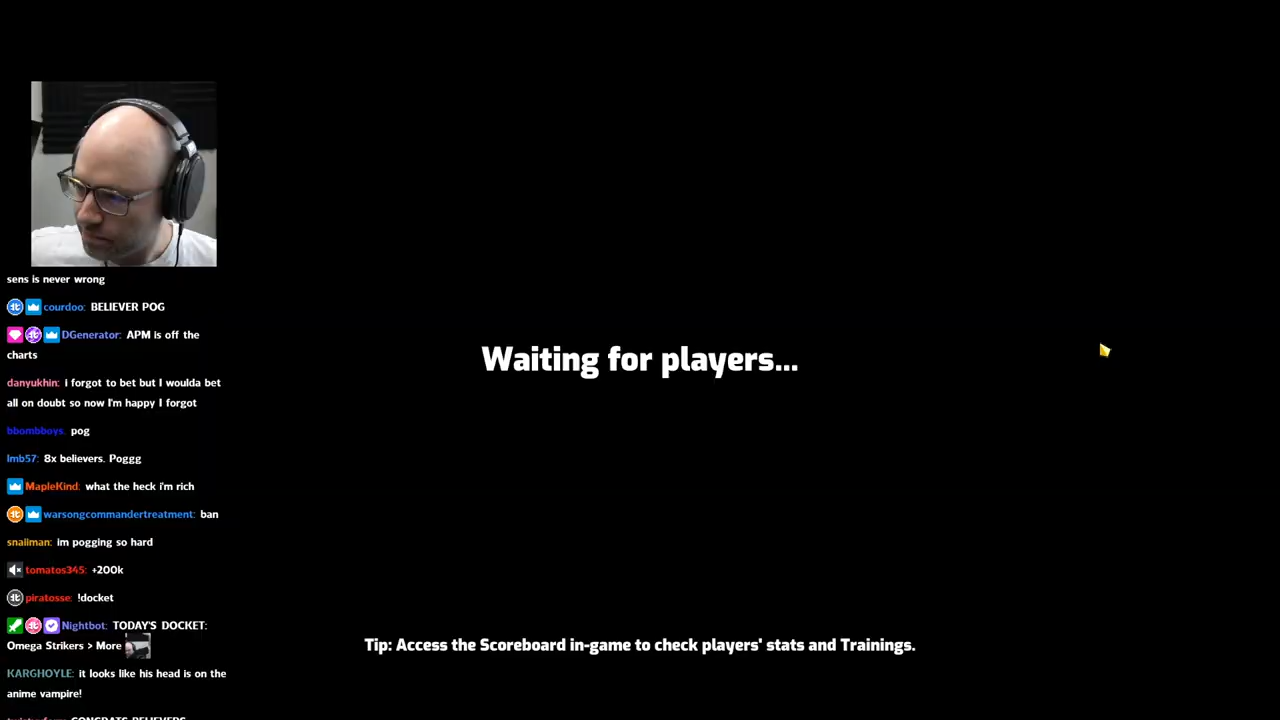 sens is never wrong
courdoo: BELIEVER POG
DGenerator: APM is off the
charts
danyukhin: i forgot to bet but I woulda bet
all on doubt so now I'm happy I forgot
bbombboys: pog
lmb57: 8x believers. Poggg
MapleKind: what the heck i'm rich
warsongcommandertreatment: ban
snaiiman: im pogging so hard
tomatos345: +200k
piratosse: !docket
Nightbot: TODAY'S DOCKET:
Omega Strikers > More
KARGHOYLE: it looks like his head is on the
anime vampire!
CONGRATS BELIEVERS
Waiting for players...
Tip: Access the Scoreboard in-game to check players' stats and Trainings.